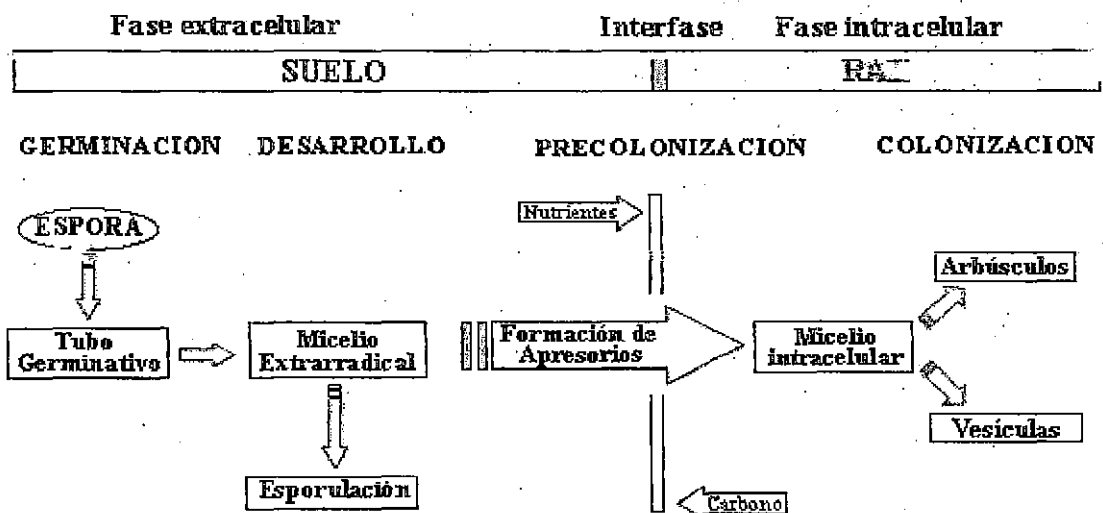 Fase extracelular Interfase Fase intracelular
SUELO
GERMINACION DESARROLLO PRECOLONIZACION COLONIZACION
Nutrientes
ESPORA
Arbúsculos
Tubo
Germinativo
Micelio
Extrarradical
Formación de
Apresorios
Micelio
intracelular
Vesículas
Esporulación
Carbono